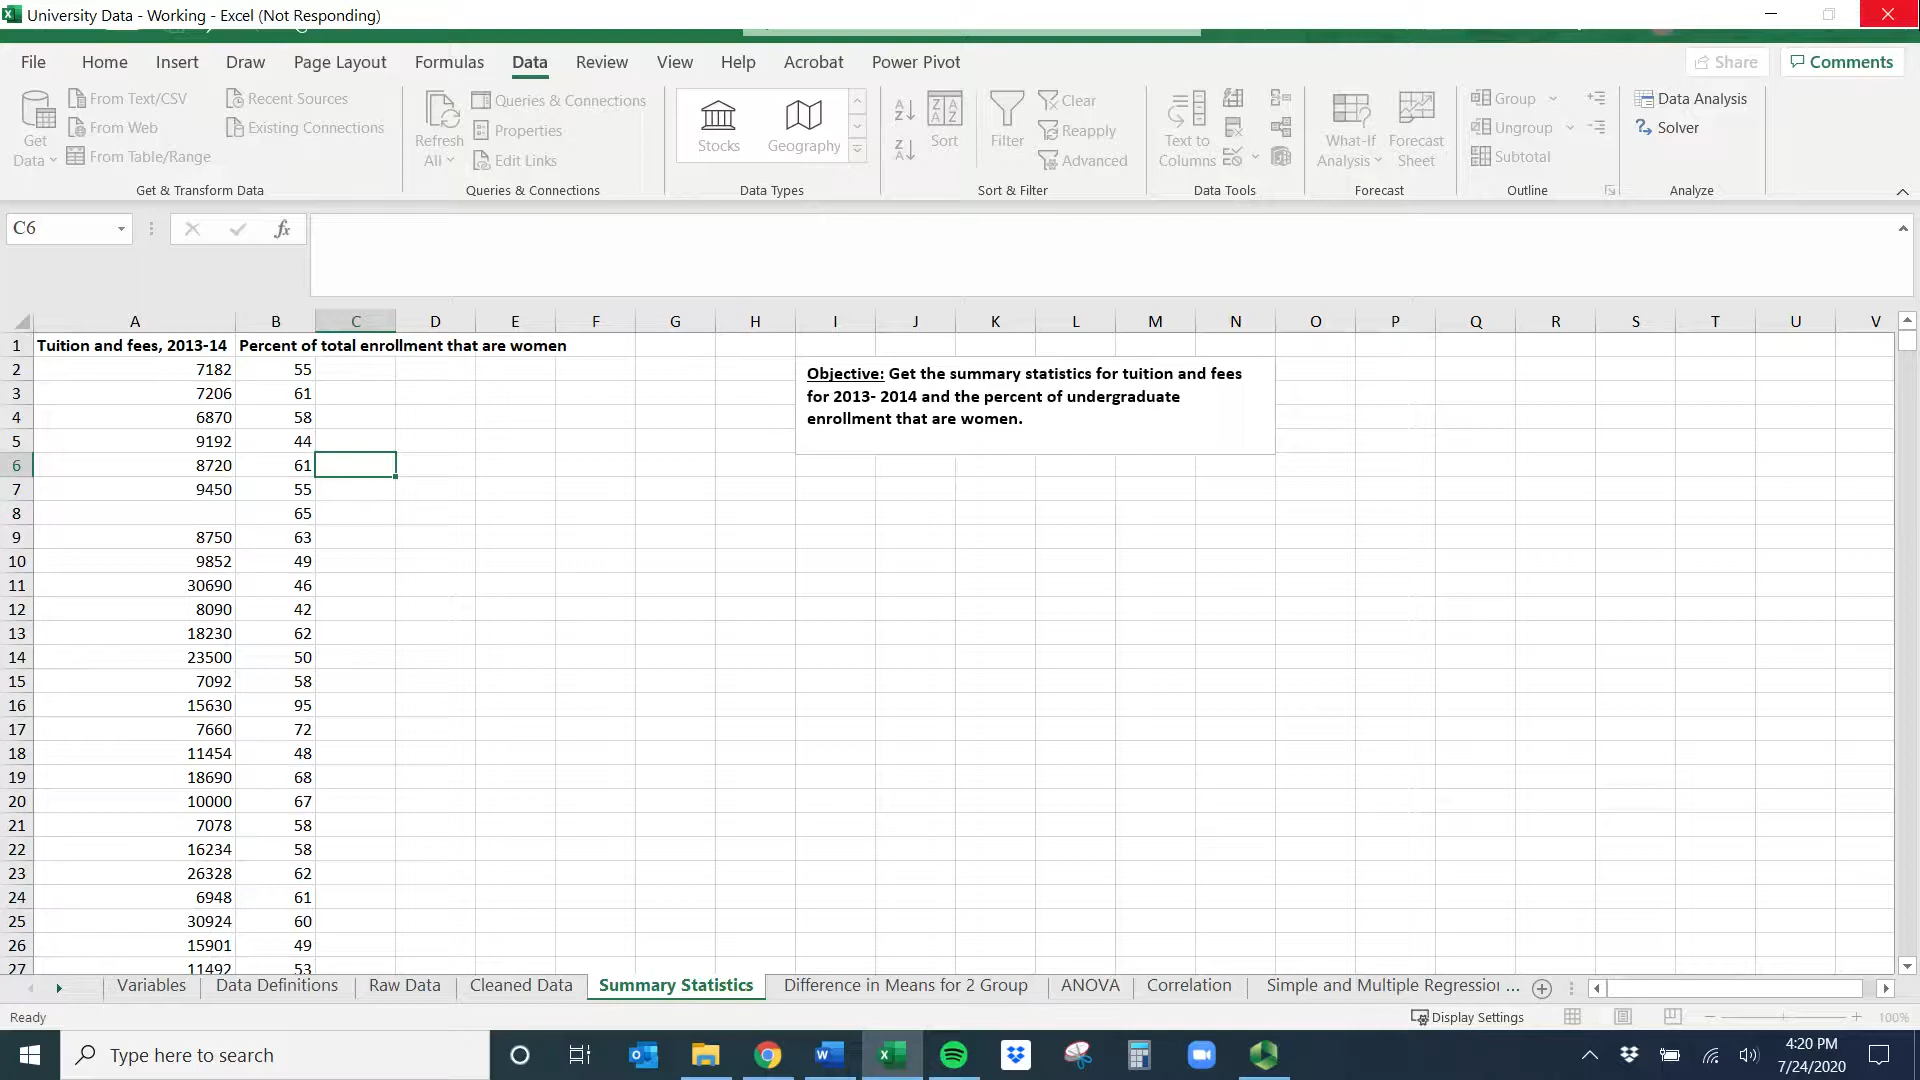 University Data - Working - Excel (Not Responding)
File Home Insert Draw Page Layout Formulas Data Review View Help Acrobat Power Pivot Share Comments
Get Data From Text/CSV From Web From Table/Range Recent Sources Existing Connections
Get & Transform Data
Refresh All Queries & Connections Properties Edit Links
Queries & Connections
Stocks Geography
Data Types
Sort Filter Clear Reapply Advanced
Sort & Filter
Text to Columns
Data Tools
What-If Analysis Forecast Sheet
Forecast
Group Ungroup Subtotal
Outline
Data Analysis Solver
Analyze
C6 fx
A B C D E F G H I J K L M N O P Q R S T U V
1 Tuition and fees, 2013-14 Percent of total enrollment that are women
2 7182 55
3 7206 61
4 6870 58
5 9192 44
6 8720 61
7 9450 55
8 65
9 8750 63
10 9852 49
11 30690 46
12 8090 42
13 18230 62
14 23500 50
15 7092 58
16 15630 95
17 7660 72
18 11454 48
19 18690 68
20 10000 67
21 7078 58
22 16234 58
23 26328 62
24 6948 61
25 30924 60
26 15901 49
27 11492 53
Objective: Get the summary statistics for tuition and fees
for 2013- 2014 and the percent of undergraduate
enrollment that are women.
Variables Data Definitions Raw Data Cleaned Data Summary Statistics Difference in Means for 2 Group ANOVA Correlation Simple and Multiple Regression ...
Ready Display Settings 100%
Type here to search
4:20 PM
7/24/2020